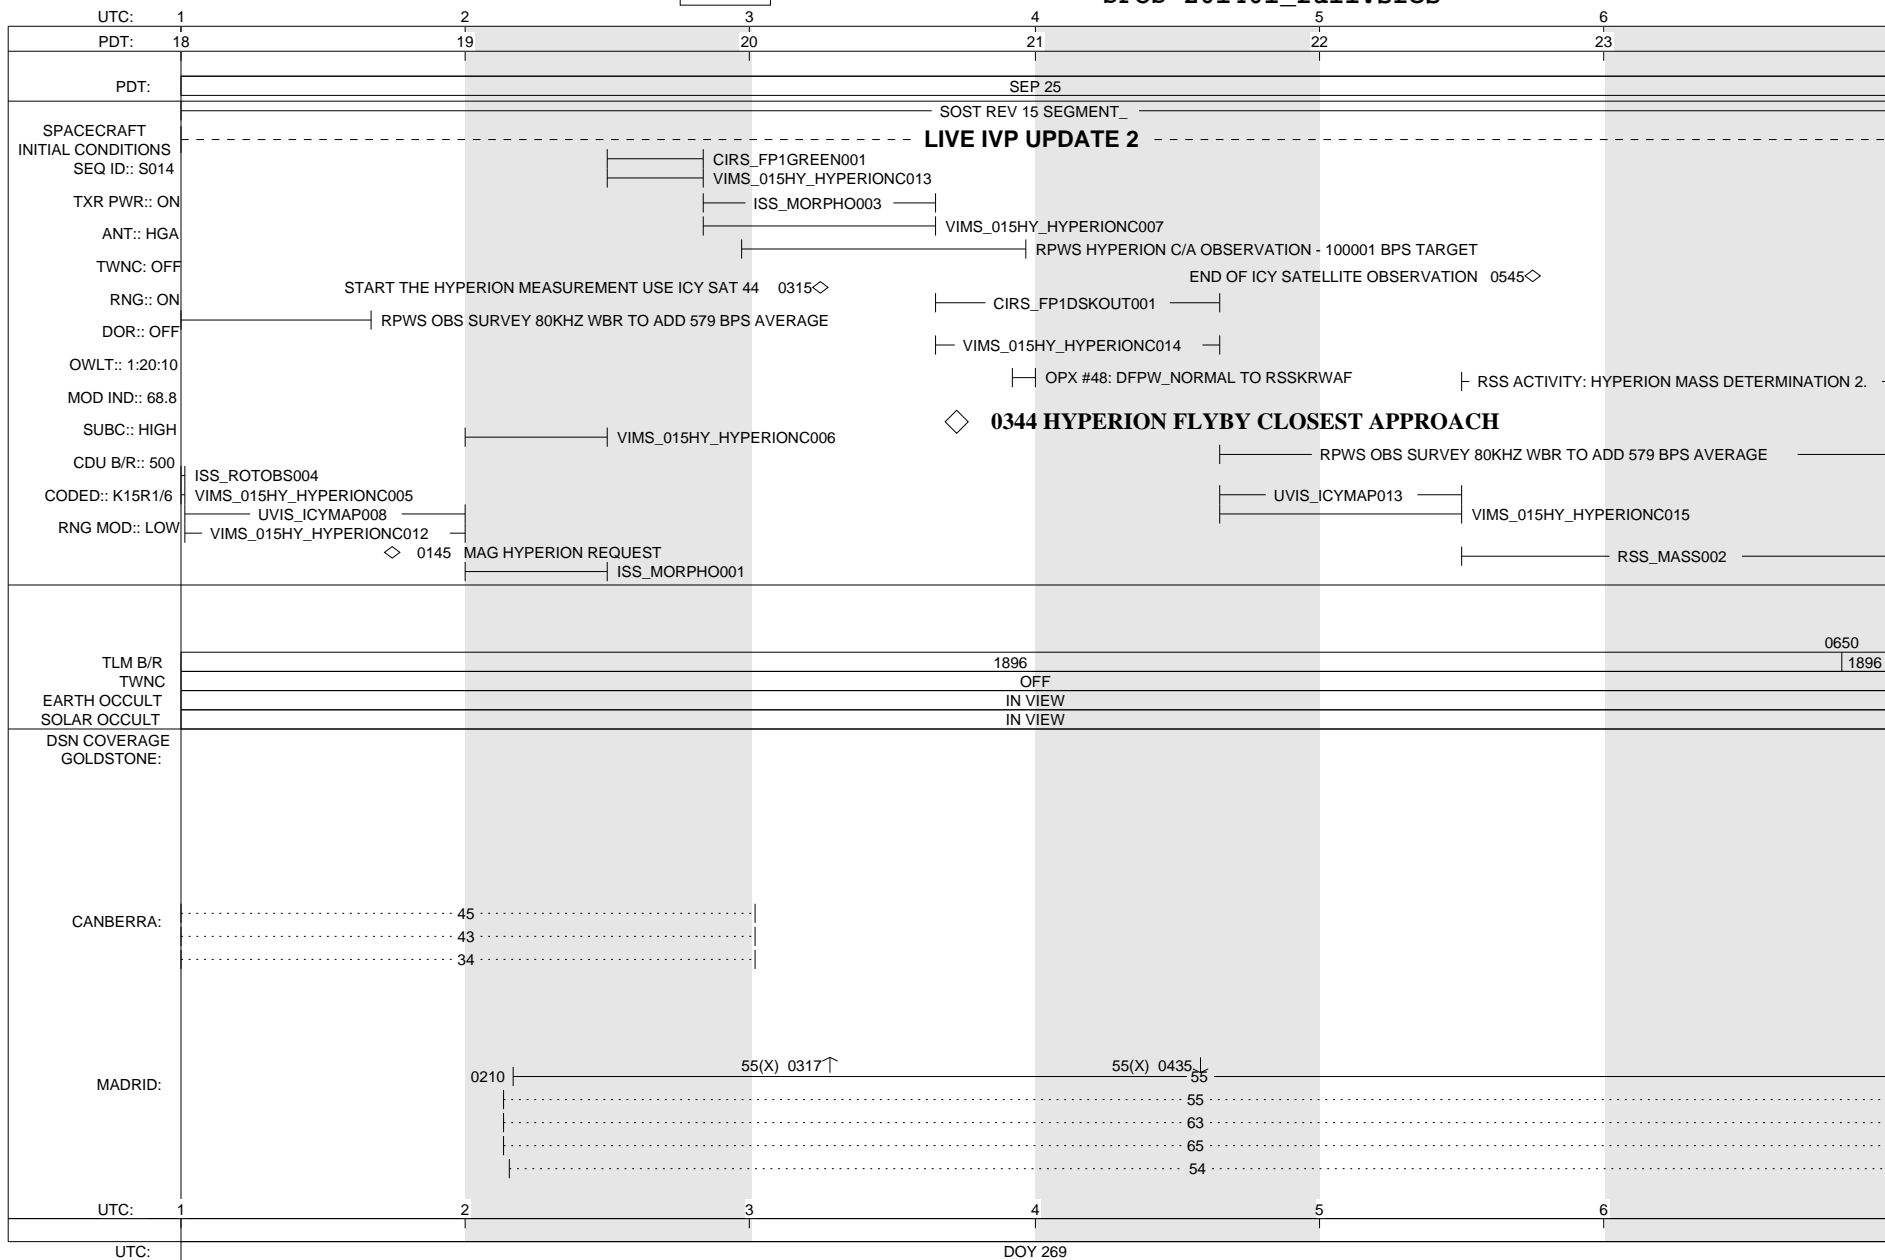 UTC: 1 2 3 4 5 6
PDT: 18 19 20 21 22 23
PDT: SEP 25
SOST REV 15 SEGMENT_
SPACECRAFT
INITIAL CONDITIONS
LIVE IVP UPDATE 2
SEQ ID:: S014
CIRS_FP1GREEN001
VIMS_015HY_HYPERIONC013
TXR PWR:: ON
ISS_MORPHO003
ANT:: HGA
VIMS_015HY_HYPERIONC007
RPWS HYPERION C/A OBSERVATION - 100001 BPS TARGET
TWNC: OFF
END OF ICY SATELLITE OBSERVATION 0545
START THE HYPERION MEASUREMENT USE ICY SAT 44 0315
RNG:: ON
CIRS_FP1DSKOUT001
RPWS OBS SURVEY 80KHZ WBR TO ADD 579 BPS AVERAGE
DOR:: OFF
VIMS_015HY_HYPERIONC014
OWLT:: 1:20:10
OPX #48: DFPW_NORMAL TO RSSKRWAF
RSS ACTIVITY: HYPERION MASS DETERMINATION 2.
MOD IND:: 68.8
0344 HYPERION FLYBY CLOSEST APPROACH
SUBC:: HIGH
VIMS_015HY_HYPERIONC006
RPWS OBS SURVEY 80KHZ WBR TO ADD 579 BPS AVERAGE
CDU B/R:: 500
ISS_ROTOBS004
CODED:: K15R1/6
VIMS_015HY_HYPERIONC005
UVIS_ICYMAP013
UVIS_ICYMAP008
VIMS_015HY_HYPERIONC015
RNG MOD:: LOW
VIMS_015HY_HYPERIONC012
0145 MAG HYPERION REQUEST
RSS_MASS002
ISS_MORPHO001
0650
TLM B/R 1896 1896
TWNC OFF
EARTH OCCULT IN VIEW
SOLAR OCCULT IN VIEW
DSN COVERAGE
GOLDSTONE:
CANBERRA:
45
43
34
MADRID:
55(X) 0317 55(X) 0435
0210 55
55
63
65
54
UTC: 1 2 3 4 5 6
UTC: DOY 269